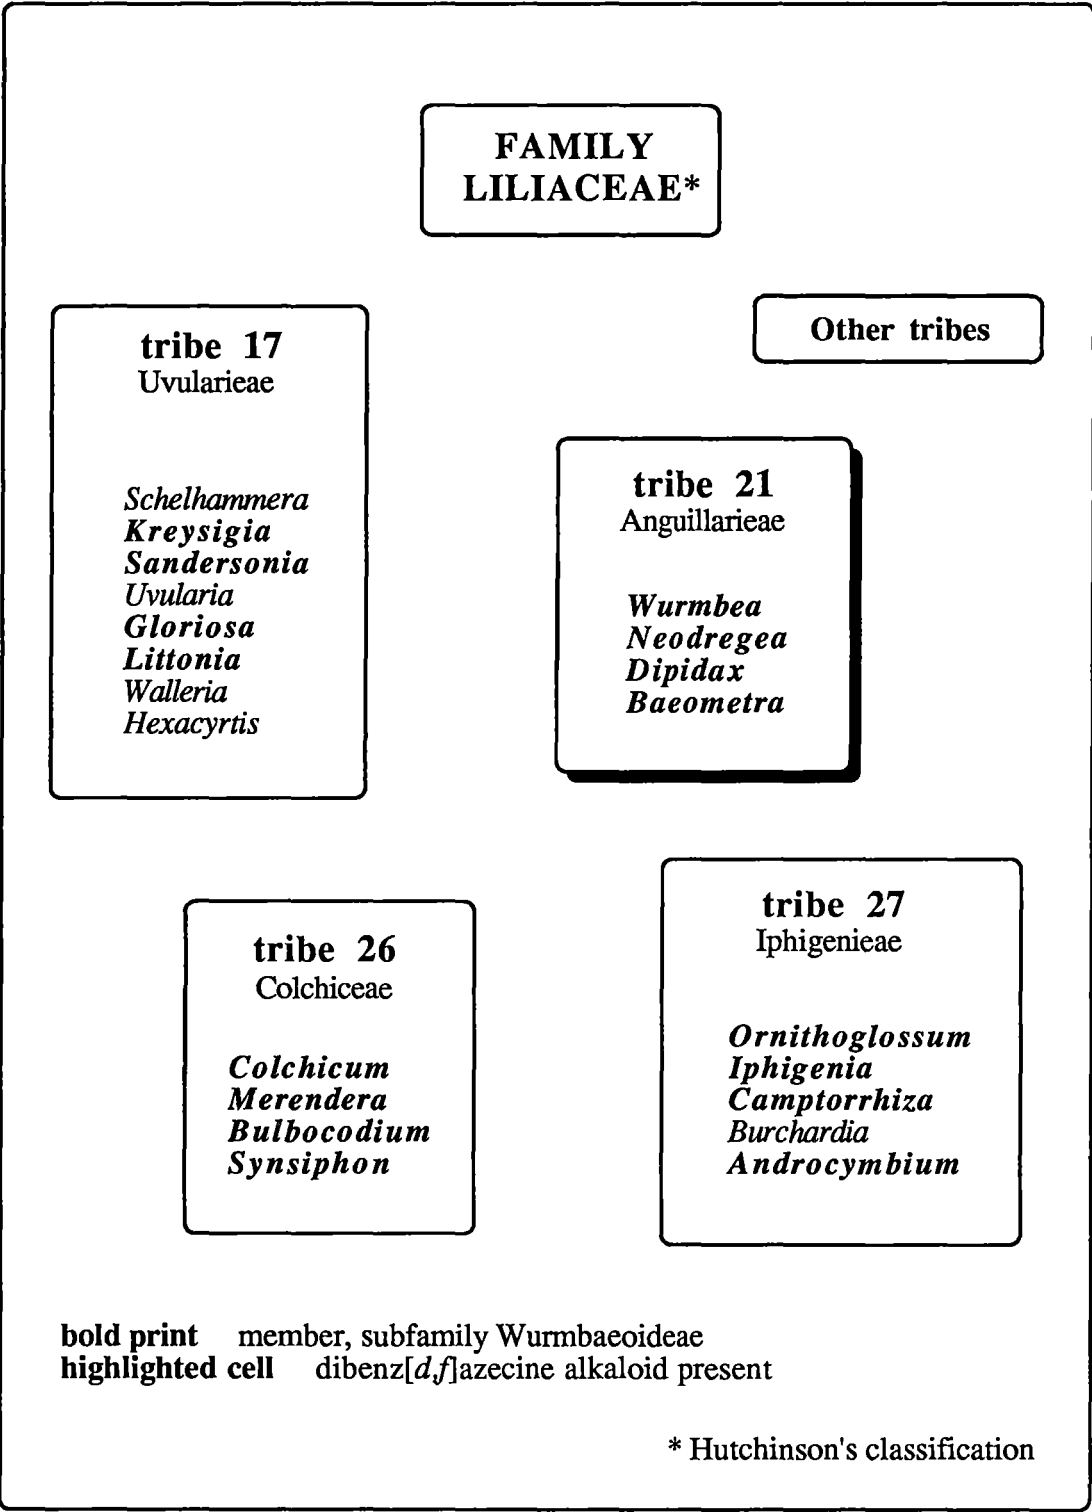 FAMILY
LILIACEAE*
Other tribes
tribe 17
Uvularieae
Schelhammera
Kreysigia
Sandersonia
Uvularia
Gloriosa
Littonia
Walleria
Hexacyrtis
tribe 21
Anguillarieae
Wurmbea
Neodregea
Dipidax
Baeometra
tribe 26
Colchiceae
Colchicum
Merendera
Bulbocodium
Synsiphon
tribe 27
Iphigenieae
Ornithoglossum
Iphigenia
Camptorrhiza
Burchardia
Androcymbium
bold print member, subfamily Wurmbaeoideae
highlighted cell dibenz[d,f]azecine alkaloid present
* Hutchinson's classification